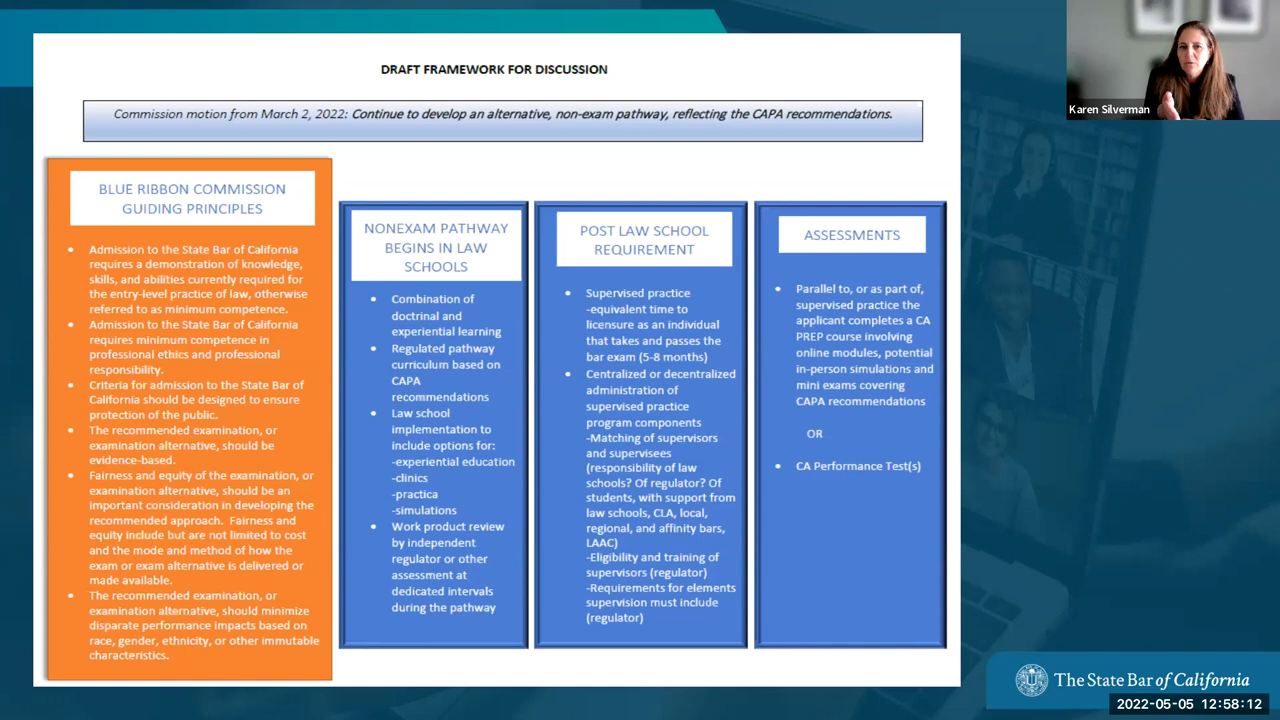 DRAFT FRAMEWORK FOR DISCUSSION
Commission motion from March 2, 2022: Continue to develop an alternative, non-exam pathway, reflecting the CAPA recommendations.
Karen Silverman
BLUE RIBBON COMMISSION
GUIDING PRINCIPLES
• Admission to the State Bar of California
requires a demonstration of knowledge,
skills, and abilities currently required for
the entry-level practice of law, otherwise
referred to as minimum competence.
• Admission to the State Bar of California
requires minimum competence in
professional ethics and professional
responsibility.
• Criteria for admission to the State Bar of
California should be designed to ensure
protection of the public.
• The recommended examination, or
examination alternative, should be
evidence-based.
• Fairness and equity of the examination, or
examination alternative, should be an
important consideration in developing the
recommended approach. Fairness and
equity include but are not limited to cost
and the mode and method of how the
exam or exam alternative is delivered or
made available.
• The recommended examination, or
examination alternative, should minimize
disparate performance impacts based on
race, gender, ethnicity, or other immutable
characteristics.
NONEXAM PATHWAY
BEGINS IN LAW
SCHOOLS
• Combination of
doctrinal and
experiential learning
• Regulated pathway
curriculum based on
CAPA
recommendations
• Law school
implementation to
include options for:
-experiential education
-clinics
-practica
-simulations
• Work product review
by independent
regulator or other
assessment at
dedicated intervals
during the pathway
POST LAW SCHOOL
REQUIREMENT
• Supervised practice
-equivalent time to
licensure as an individual
that takes and passes the
bar exam (5-8 months)
• Centralized or decentralized
administration of
supervised practice
program components
-Matching of supervisors
and supervisees
(responsibility of law
schools? Of regulator? Of
students, with support from
law schools, CLA, local,
regional, and affinity bars,
LAAC)
-Eligibility and training of
supervisors (regulator)
-Requirements for elements
supervision must include
(regulator)
ASSESSMENTS
• Parallel to, or as part of,
supervised practice the
applicant completes a CA
PREP course involving
online modules, potential
in-person simulations and
mini exams covering
CAPA recommendations
OR
• CA Performance Test(s)
The State Bar of California
2022-05-05 12:58:12